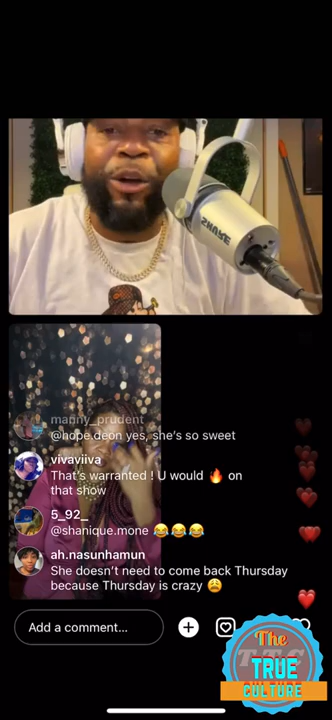 SHURE
manny_prudent
@hope.deon yes, she's so sweet
vivaviiva
That's warranted ! U would 🔥 on
that show
5_92_
@shanique.mone 😂😂😂
ah.nasunhamun
She doesn't need to come back Thursday
because Thursday is crazy 😩
Add a comment...
The
T.T.C
TRUE
CULTURE